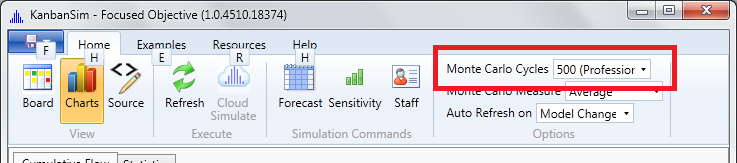 KanbanSim - Focused Objective (1.0.4510.18374)
F
Home Examples Resources Help
H E R H
Board Charts Source Refresh Cloud Simulate Forecast Sensitivity Staff
View Execute Simulation Commands Options
Monte Carlo Cycles 500 (Profession
Monte Carlo Measure Average
Auto Refresh on Model Change
Cumulative Flow Statistics